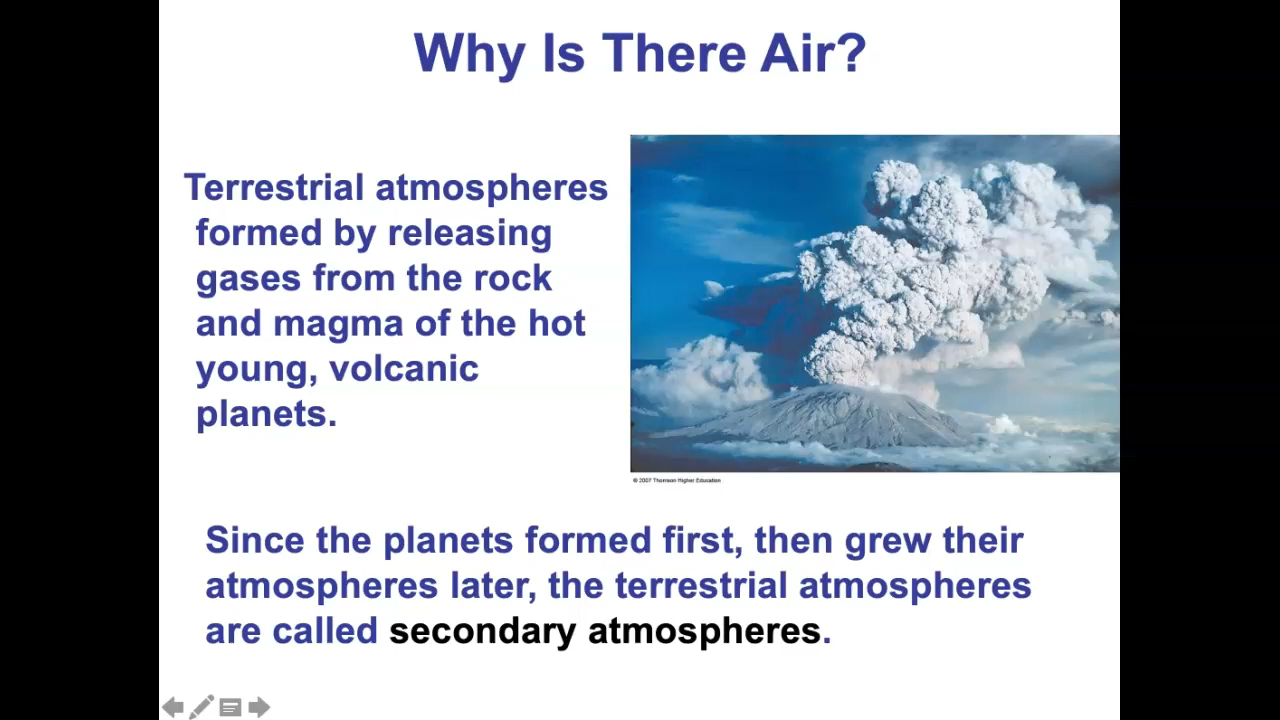 Why Is There Air?
Terrestrial atmospheres
formed by releasing
gases from the rock
and magma of the hot
young, volcanic
planets.
© 2007 Thomson Higher Education
Since the planets formed first, then grew their
atmospheres later, the terrestrial atmospheres
are called secondary atmospheres.